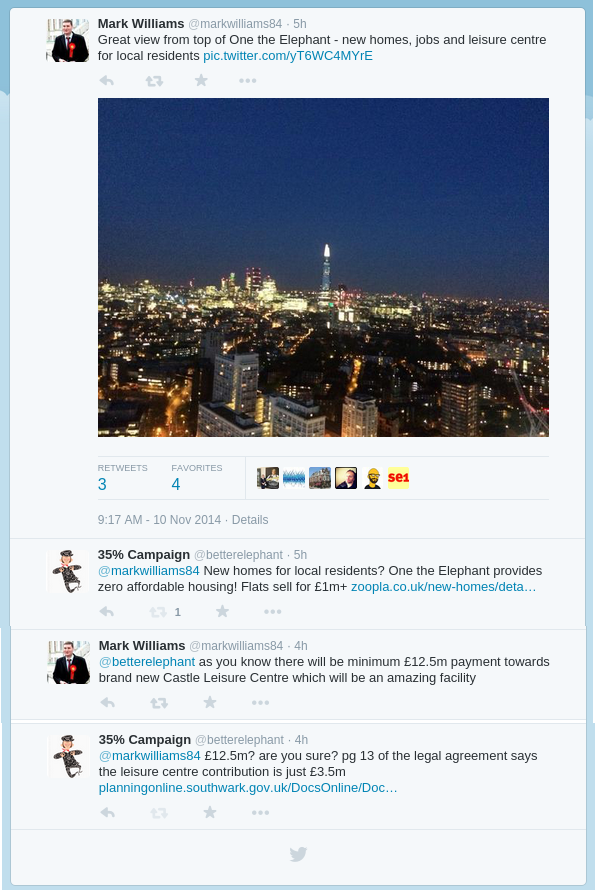 Mark Williams @markwilliams84 · 5h
Great view from top of One the Elephant - new homes, jobs and leisure centre
for local residents pic.twitter.com/yT6WC4MYrE
RETWEETS FAVORITES
3 4
se1
9:17 AM - 10 Nov 2014 · Details
35% Campaign @betterelephant · 5h
@markwilliams84 New homes for local residents? One the Elephant provides
zero affordable housing! Flats sell for £1m+ zoopla.co.uk/new-homes/deta…
1
Mark Williams @markwilliams84 · 4h
@betterelephant as you know there will be minimum £12.5m payment towards
brand new Castle Leisure Centre which will be an amazing facility
35% Campaign @betterelephant · 4h
@markwilliams84 £12.5m? are you sure? pg 13 of the legal agreement says
the leisure centre contribution is just £3.5m
planningonline.southwark.gov.uk/DocsOnline/Doc…